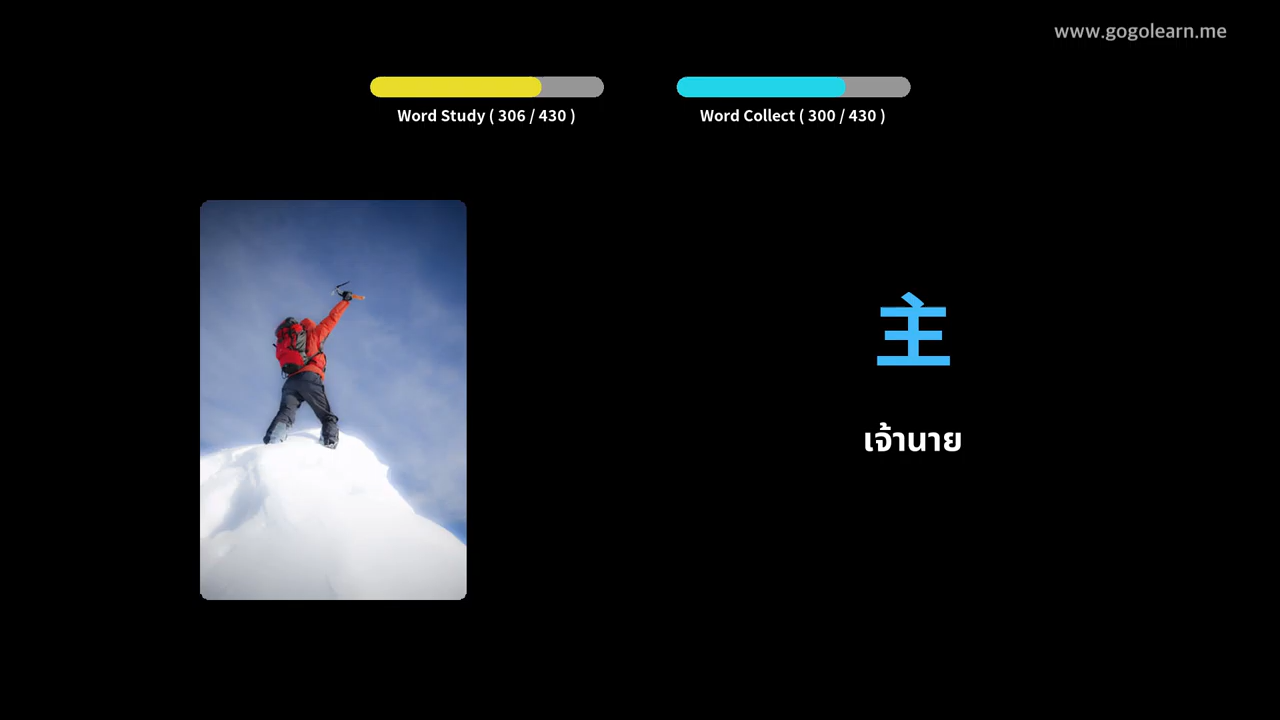 www.gogolearn.me
Word Study ( 306 / 430 )
Word Collect ( 300 / 430 )
主
เจ้านาย